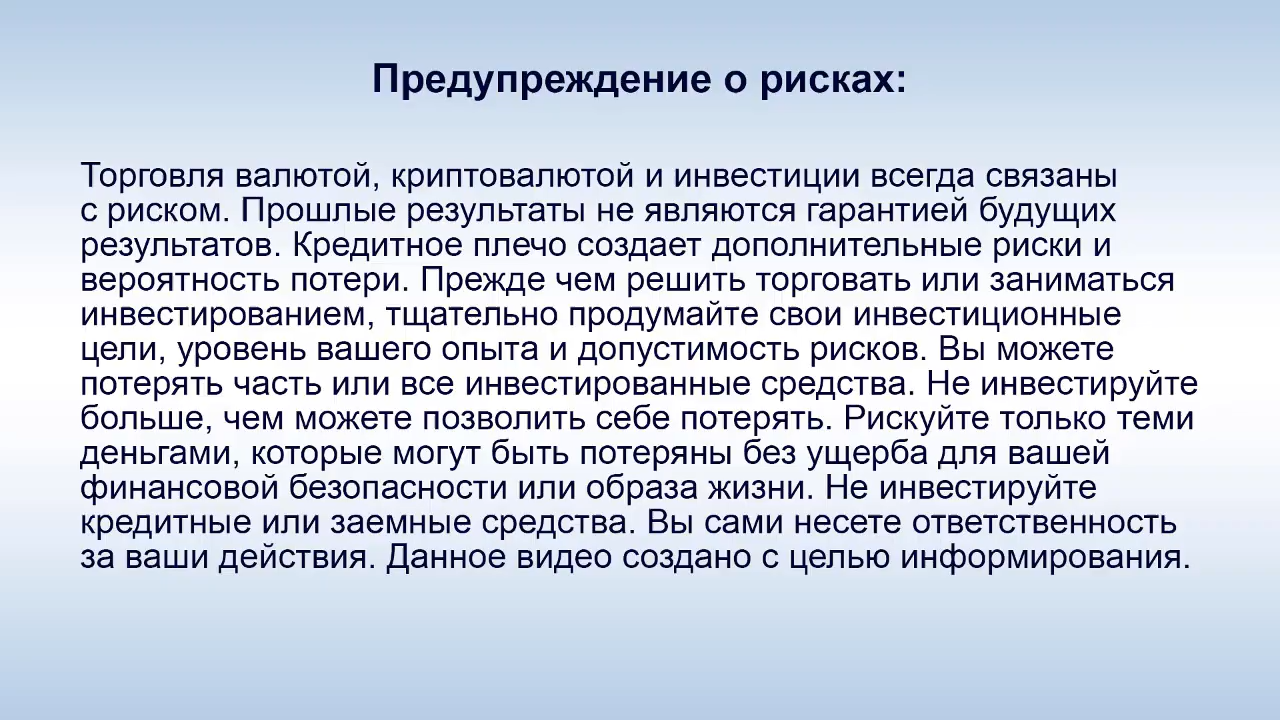 Предупреждение о рисках:
Торговля валютой, криптовалютой и инвестиции всегда связаны
с риском. Прошлые результаты не являются гарантией будущих
результатов. Кредитное плечо создает дополнительные риски и
вероятность потери. Прежде чем решить торговать или заниматься
инвестированием, тщательно продумайте свои инвестиционные
цели, уровень вашего опыта и допустимость рисков. Вы можете
потерять часть или все инвестированные средства. Не инвестируйте
больше, чем можете позволить себе потерять. Рискуйте только теми
деньгами, которые могут быть потеряны без ущерба для вашей
финансовой безопасности или образа жизни. Не инвестируйте
кредитные или заемные средства. Вы сами несете ответственность
за ваши действия. Данное видео создано с целью информирования.